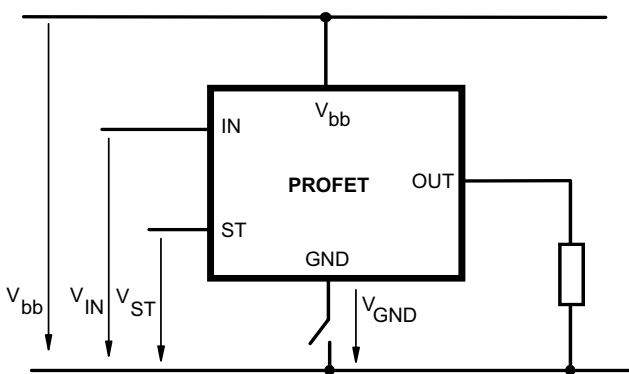 V_bb
IN
PROFET
OUT
ST
GND
V_bb
V_IN
V_ST
V_GND